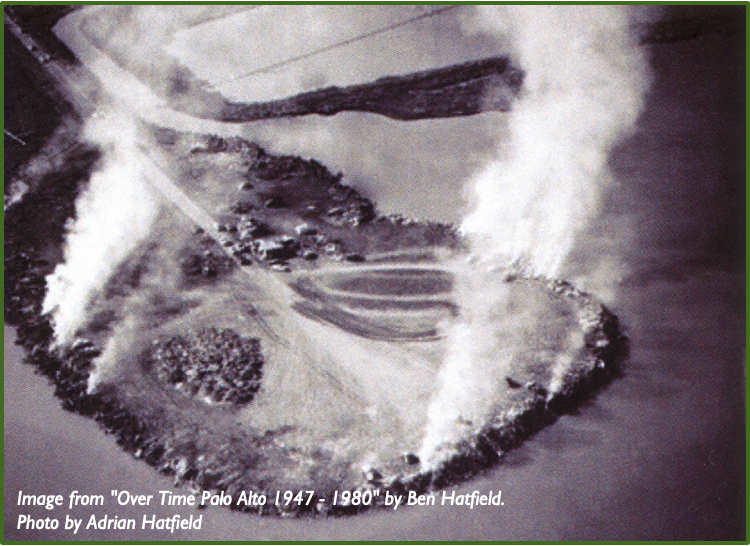 Image from "Over Time Palo Alto 1947 - 1980" by Ben Hatfield.
Photo by Adrian Hatfield